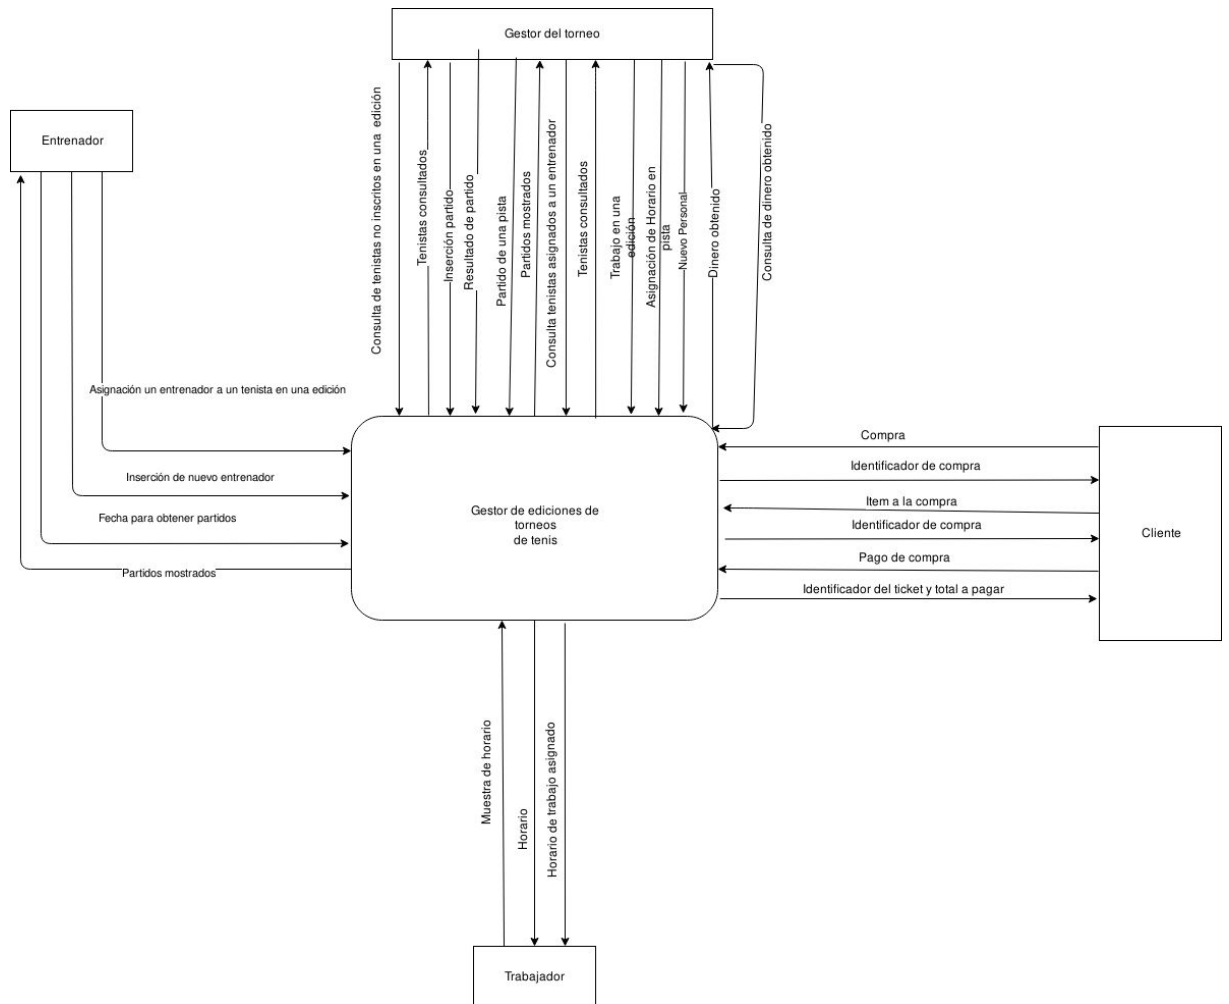 Gestor del torneo
Entrenador
Consulta de tenistas no inscritos en una edición
Tenistas consultados
Inserción partido
Resultado de partido
Partido de una pista
Partidos mostrados
Consulta tenistas asignados a un entrenador
Tenistas consultados
Trabajo en una
edición
Asignación de Horario en
pista
Nuevo Personal
Dinero obtenido
Consulta de dinero obtenido
Asignación un entrenador a un tenista en una edición
Inserción de nuevo entrenador
Fecha para obtener partidos
Partidos mostrados
Gestor de ediciones de
torneos
de tenis
Compra
Identificador de compra
Item a la compra
Identificador de compra
Pago de compra
Identificador del ticket y total a pagar
Cliente
Muestra de horario
Horario
Horario de trabajo asignado
Trabajador